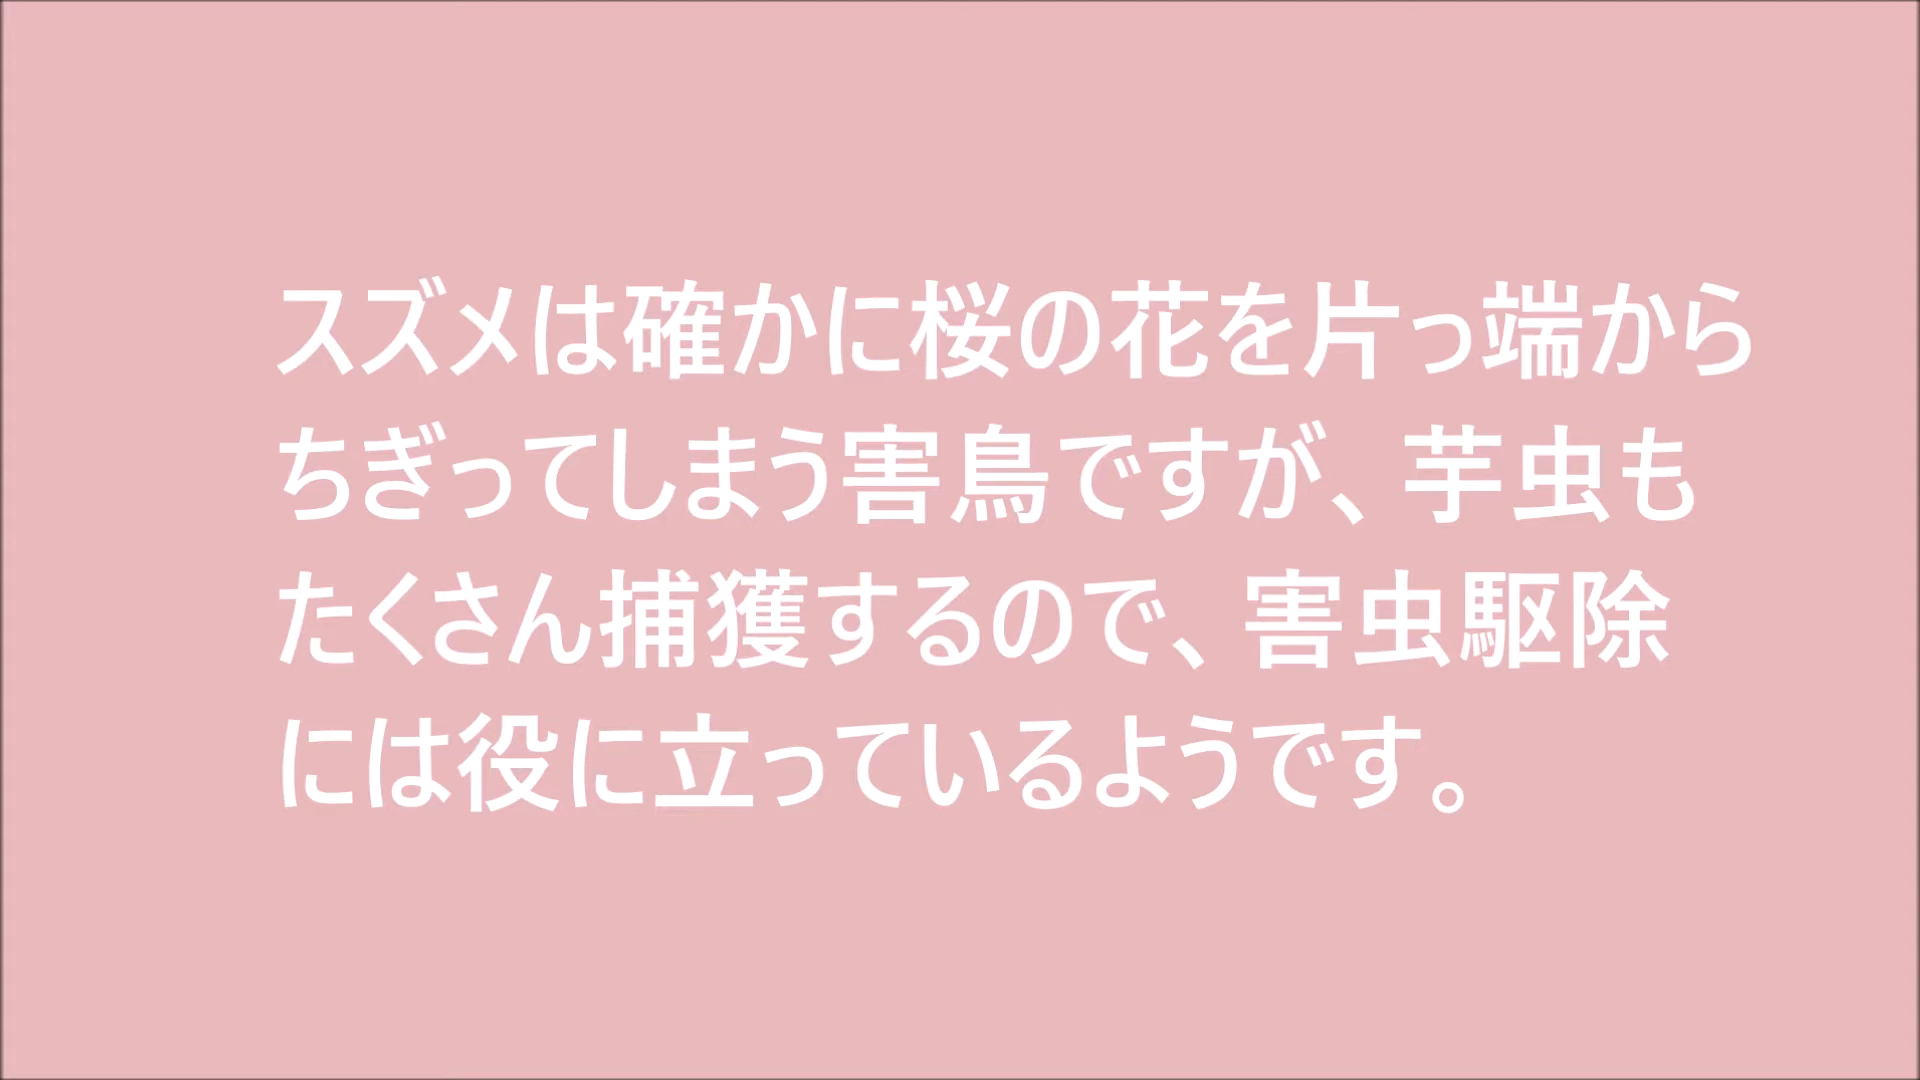 スズメは確かに桜の花を片っ端から
ちぎってしまう害鳥ですが、芋虫も
たくさん捕獲するので、害虫駆除
には役に立っているようです。